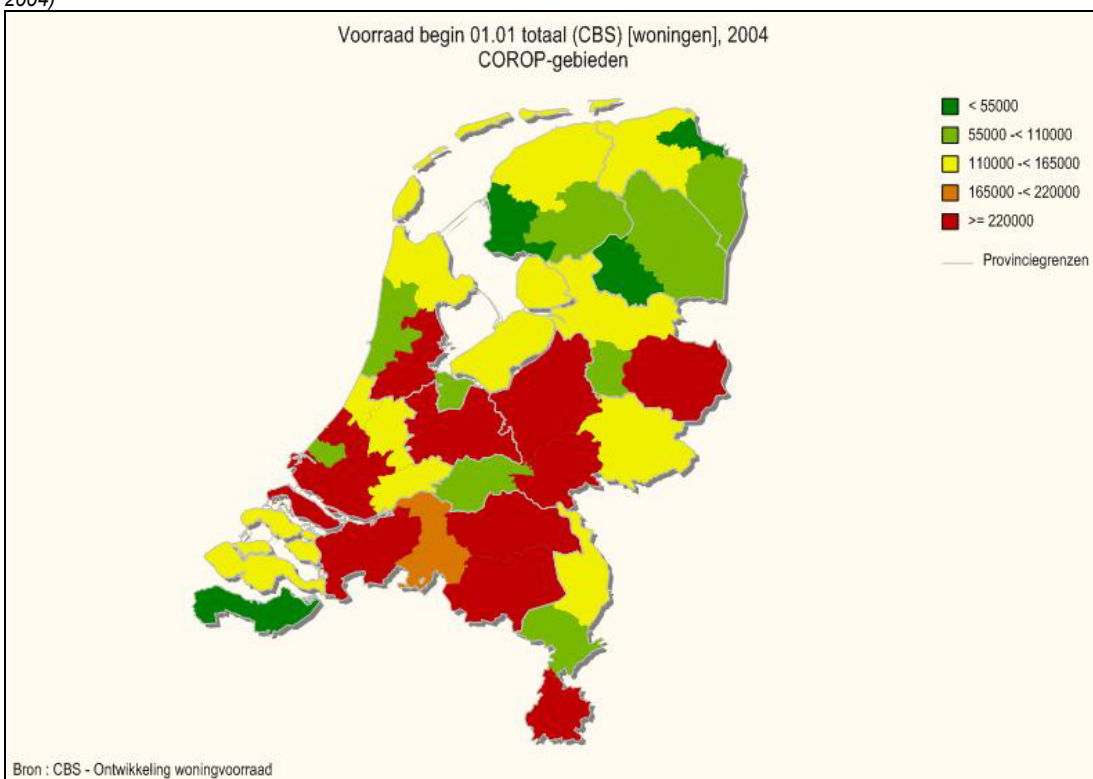 2004)
Voorraad begin 01.01 totaal (CBS) [woningen], 2004
COROP-gebieden
< 55000
55000 -< 110000
110000 -< 165000
165000 -< 220000
>= 220000
Provinciegrenzen
Bron : CBS - Ontwikkeling woningvoorraad